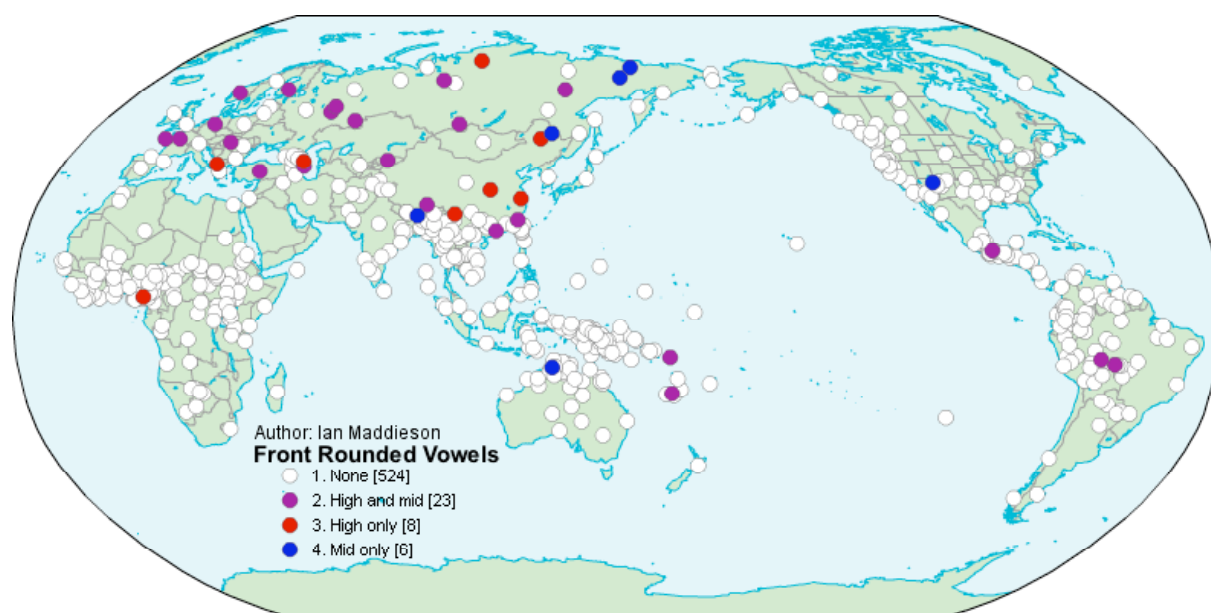 Author: Ian Maddieson
Front Rounded Vowels
1. None [524]
2. High and mid [23]
3. High only [8]
4. Mid only [6]